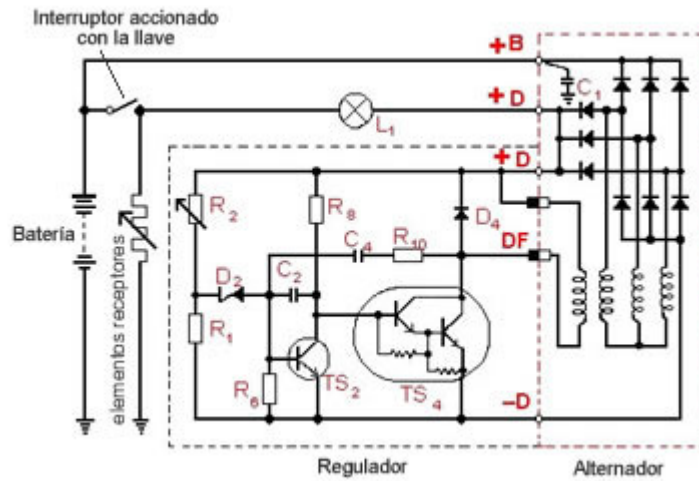 Interruptor accionado
con la llave
+B
C1
+D
L1
+D
R2
R8
D4
Batería
elementos receptores
DF
C4
R10
D2
C2
R1
TS2
R6
TS4
–D
Regulador
Alternador